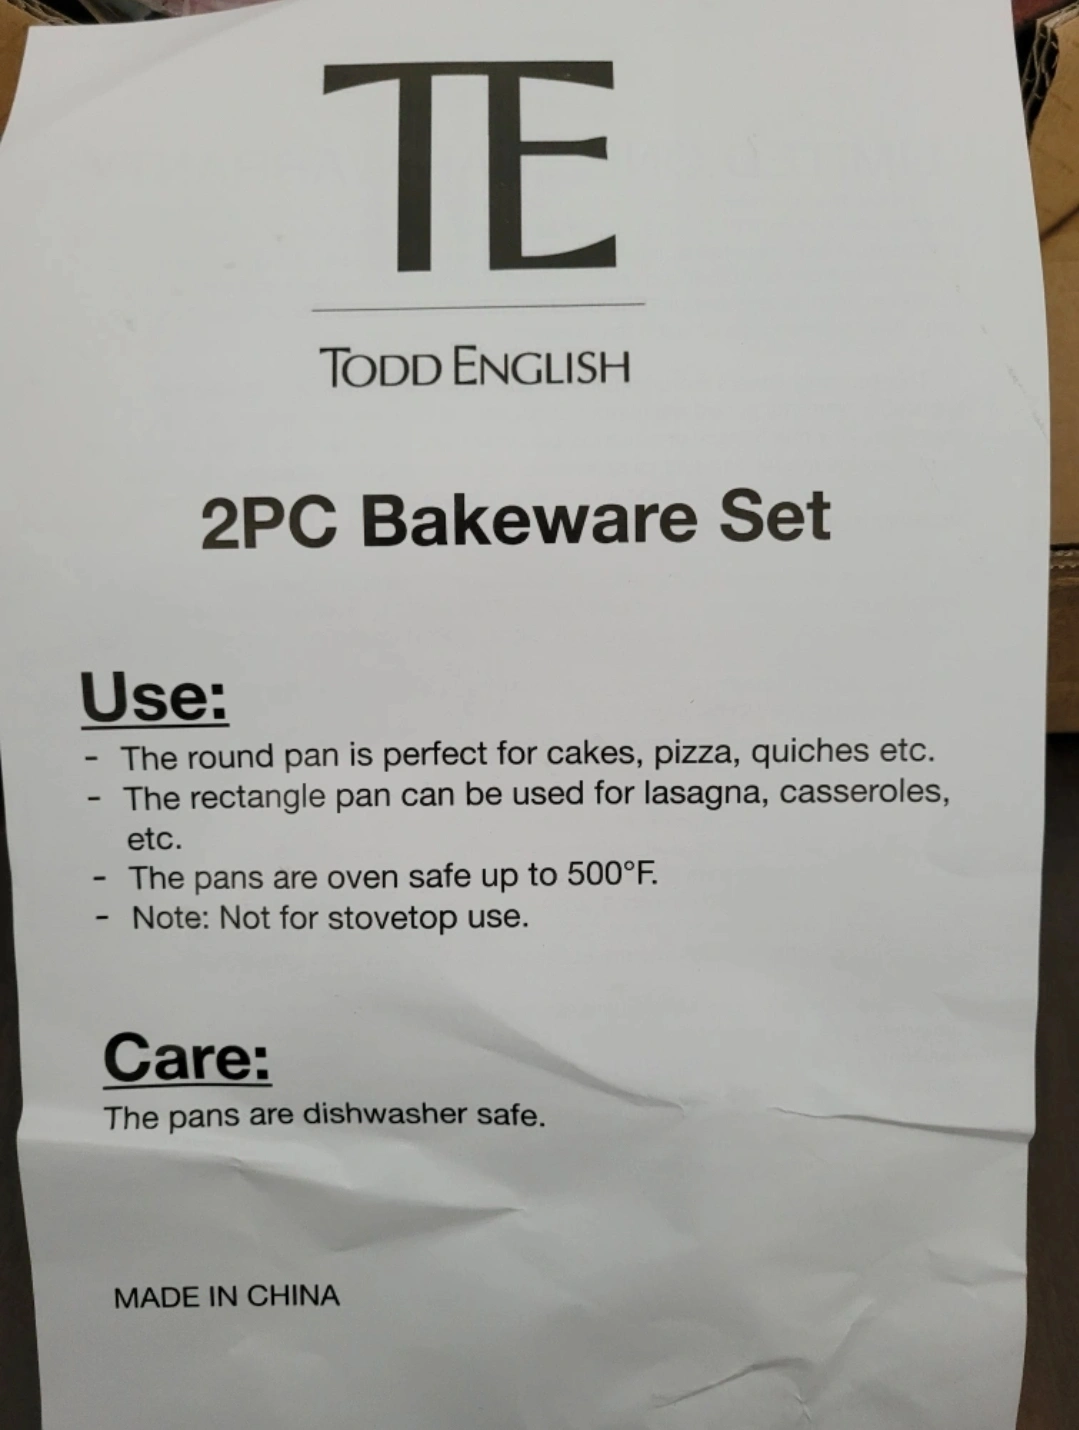 TE
TODD ENGLISH
2PC Bakeware Set
Use:
- The round pan is perfect for cakes, pizza, quiches etc.
- The rectangle pan can be used for lasagna, casseroles,
etc.
- The pans are oven safe up to 500°F.
- Note: Not for stovetop use.
Care:
The pans are dishwasher safe.
MADE IN CHINA